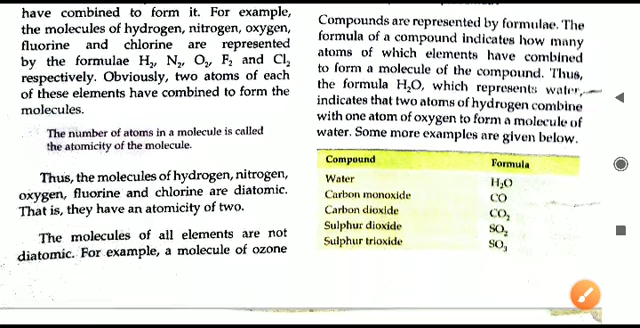 have combined to form it. For example,
the molecules of hydrogen, nitrogen, oxygen,
fluorine and chlorine are represented
by the formulae H₂, N₂, O₂, F₂ and Cl₂
respectively. Obviously, two atoms of each
of these elements have combined to form the
molecules.
The number of atoms in a molecule is called
the atomicity of the molecule.
Thus, the molecules of hydrogen, nitrogen,
oxygen, fluorine and chlorine are diatomic.
That is, they have an atomicity of two.
The molecules of all elements are not
diatomic. For example, a molecule of ozone
Compounds are represented by formulae. The
formula of a compound indicates how many
atoms of which elements have combined
to form a molecule of the compound. Thus,
the formula H₂O, which represents water,
indicates that two atoms of hydrogen combine
with one atom of oxygen to form a molecule of
water. Some more examples are given below.
Compound Formula
Water H₂O
Carbon monoxide CO
Carbon dioxide CO₂
Sulphur dioxide SO₂
Sulphur trioxide SO₃